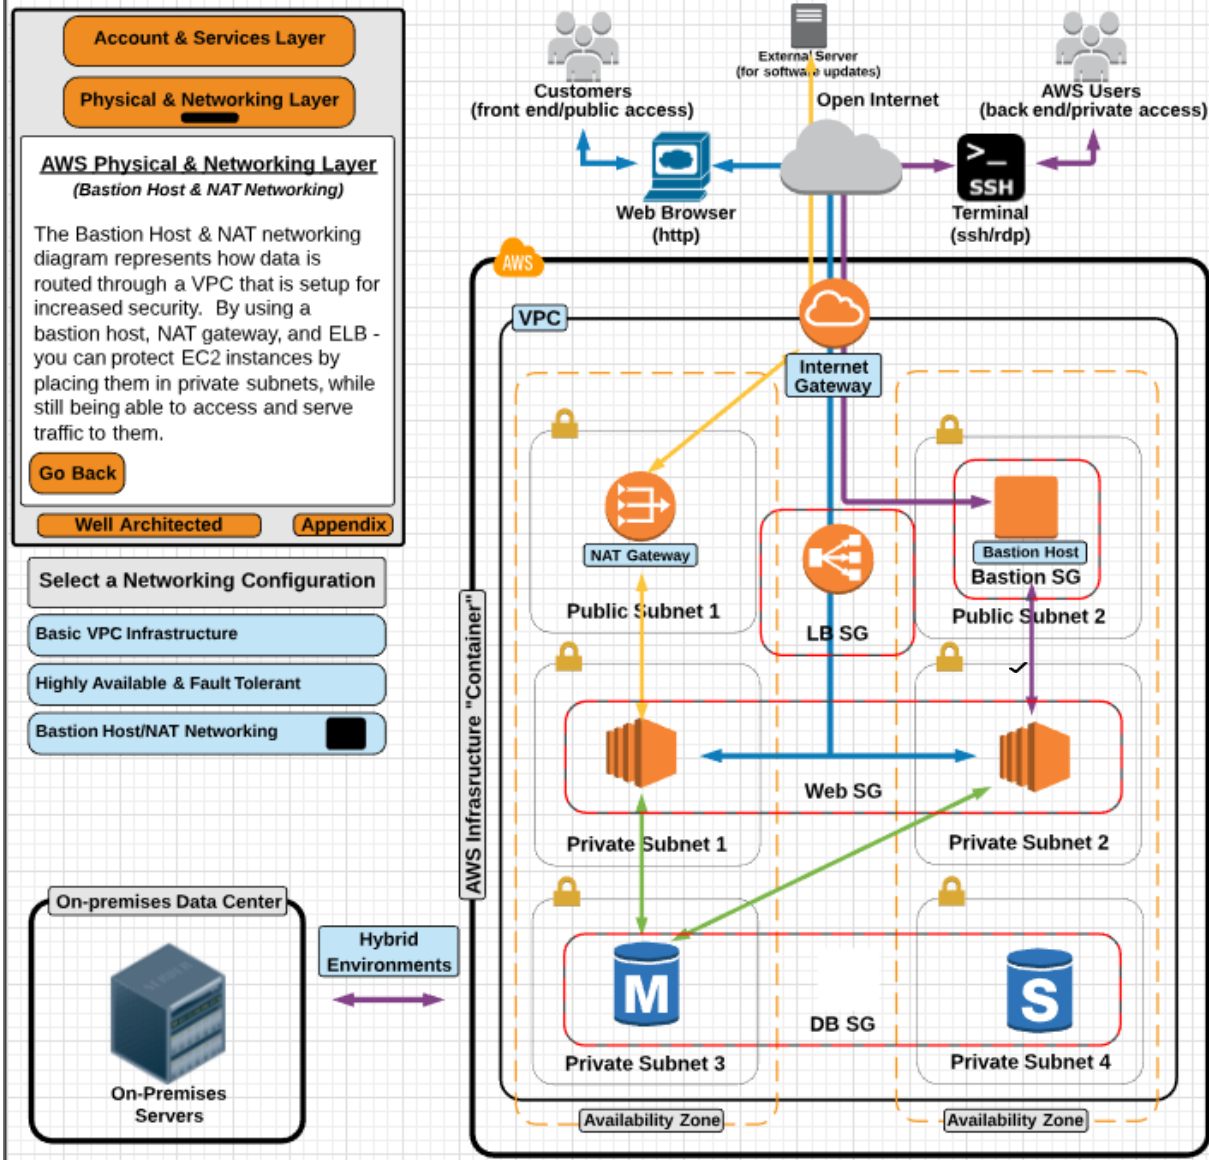 Account & Services Layer
Physical & Networking Layer
AWS Physical & Networking Layer
(Bastion Host & NAT Networking)
The Bastion Host & NAT networking
diagram represents how data is
routed through a VPC that is setup for
increased security. By using a
bastion host, NAT gateway, and ELB -
you can protect EC2 instances by
placing them in private subnets, while
still being able to access and serve
traffic to them.
Go Back
Well Architected
Appendix
Select a Networking Configuration
Basic VPC Infrastructure
Highly Available & Fault Tolerant
Bastion Host/NAT Networking
On-premises Data Center
SERVER
On-Premises
Servers
Hybrid
Environments
Customers
(front end/public access)
External Server
(for software updates)
Open Internet
AWS Users
(back end/private access)
Web Browser
(http)
>_
SSH
Terminal
(ssh/rdp)
AWS
AWS Infrasructure "Container"
VPC
Internet
Gateway
NAT Gateway
Public Subnet 1
LB SG
Bastion Host
Bastion SG
Public Subnet 2
Web SG
Private Subnet 1
Private Subnet 2
M
S
DB SG
Private Subnet 3
Private Subnet 4
Availability Zone
Availability Zone